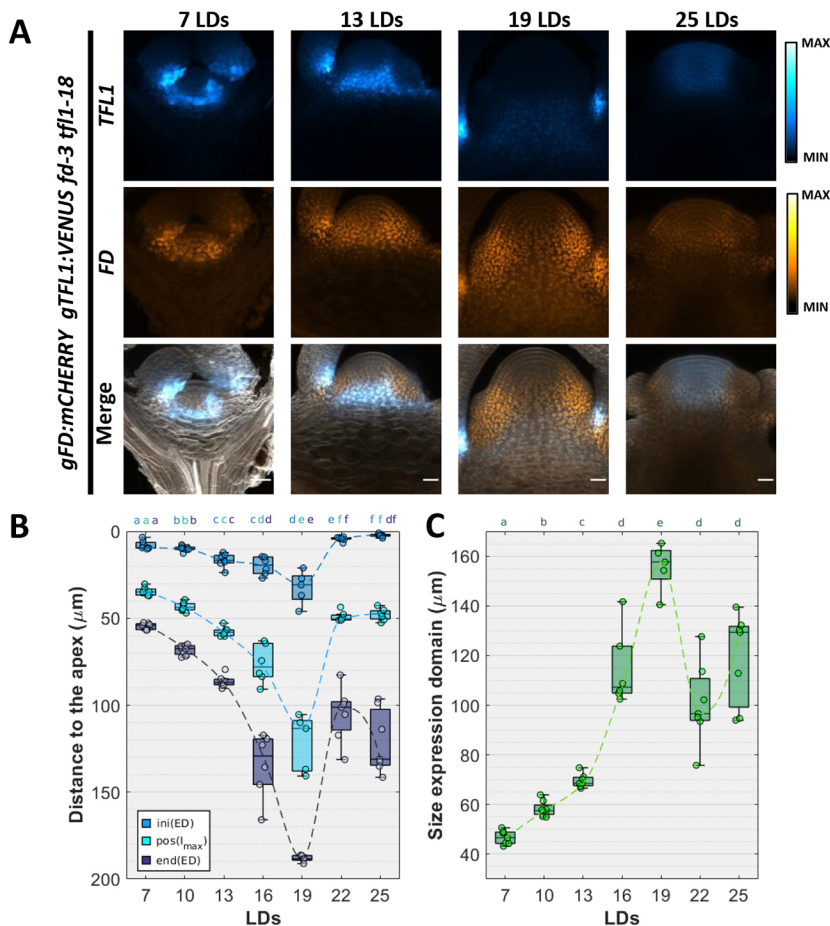 A
7 LDs 13 LDs 19 LDs 25 LDs
gFD:mCHERRY gTFL1:VENUS fd-3 tfl1-18
TFL1
MAX
MIN
FD
MAX
MIN
Merge
B
a a a b b b c c c c d d d e e e f f f f df
Distance to the apex (μm)
0
50
100
150
200
ini(ED)
pos(Imax)
end(ED)
7 10 13 16 19 22 25
LDs
C
a b c d e d d
Size expression domain (μm)
160
140
120
100
80
60
40
7 10 13 16 19 22 25
LDs